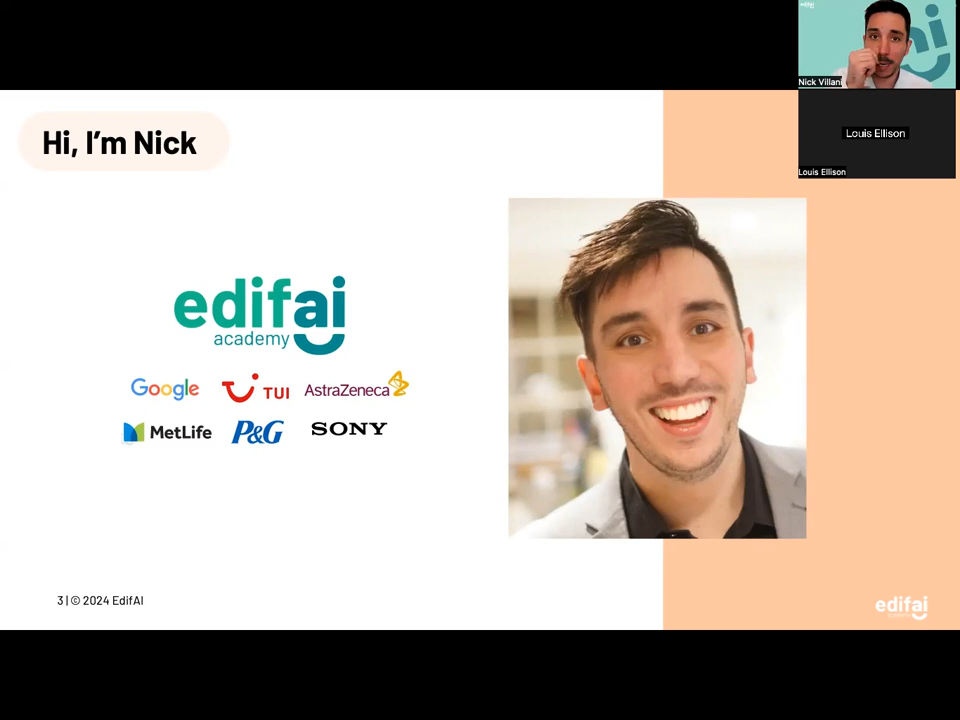 Hi, I'm Nick
edifai
academy
Google
TUI
AstraZeneca
MetLife
P&G
SONY
3 | © 2024 EdifAI
edifai
Nick Villani
Louis Ellison
Louis Ellison